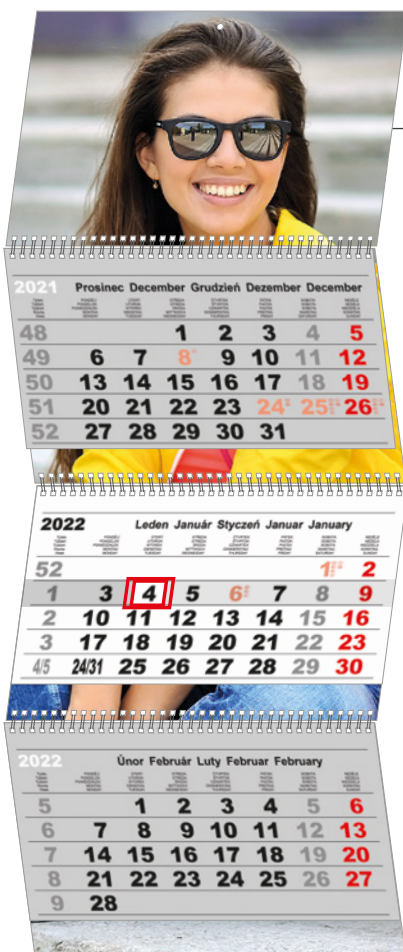 2021 Prosinec December Grudzień Dezember December
48 1 2 3 4 5
49 6 7 8 9 10 11 12
50 13 14 15 16 17 18 19
51 20 21 22 23 24 25 26
52 27 28 29 30 31
2022 Leden Január Styczeń Januar January
52 1 2
1 3 4 5 6 7 8 9
2 10 11 12 13 14 15 16
3 17 18 19 20 21 22 23
4/5 24/31 25 26 27 28 29 30
2022 Únor Február Luty Februar February
5 1 2 3 4 5 6
6 7 8 9 10 11 12 13
7 14 15 16 17 18 19 20
8 21 22 23 24 25 26 27
9 28